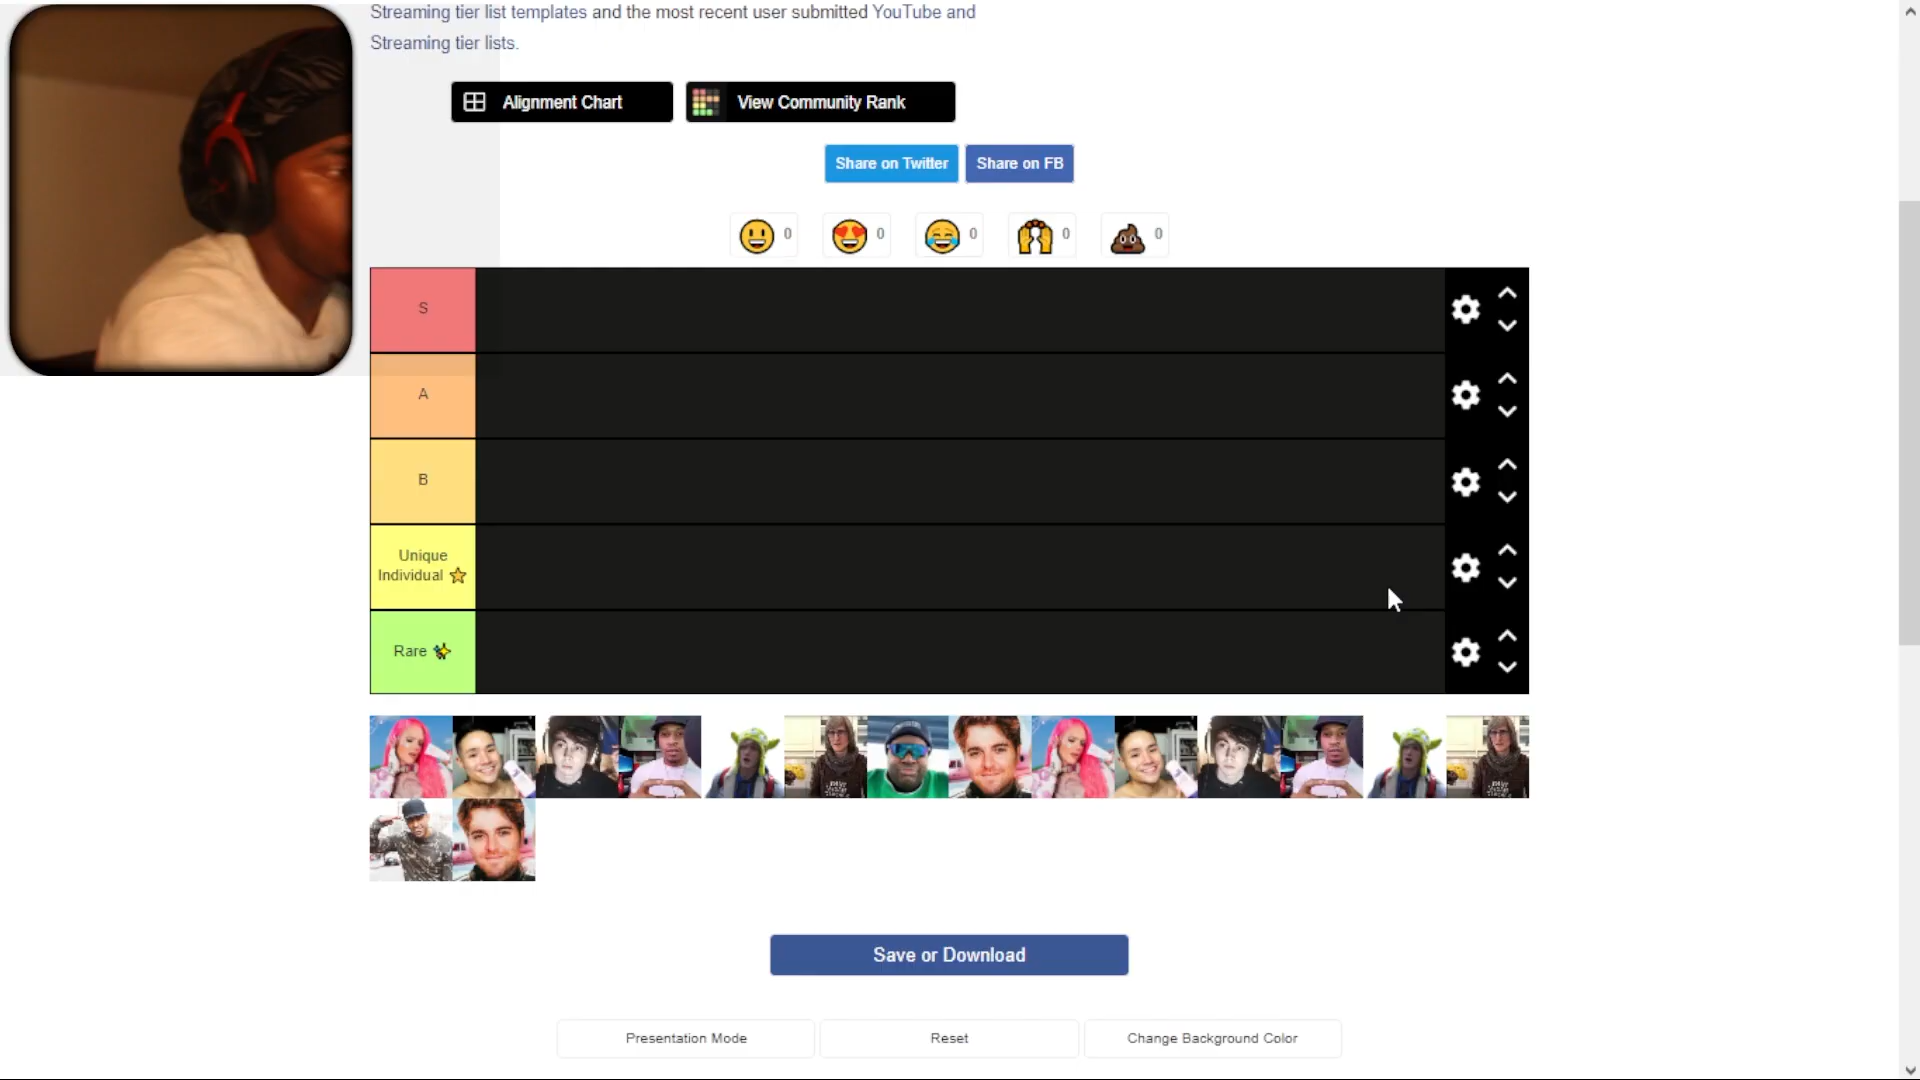 Streaming tier list templates and the most recent user submitted YouTube and
Streaming tier lists.
Alignment Chart
View Community Rank
Share on Twitter
Share on FB
0
0
0
0
0
S
A
B
Unique
Individual
Rare
Save or Download
Presentation Mode
Reset
Change Background Color